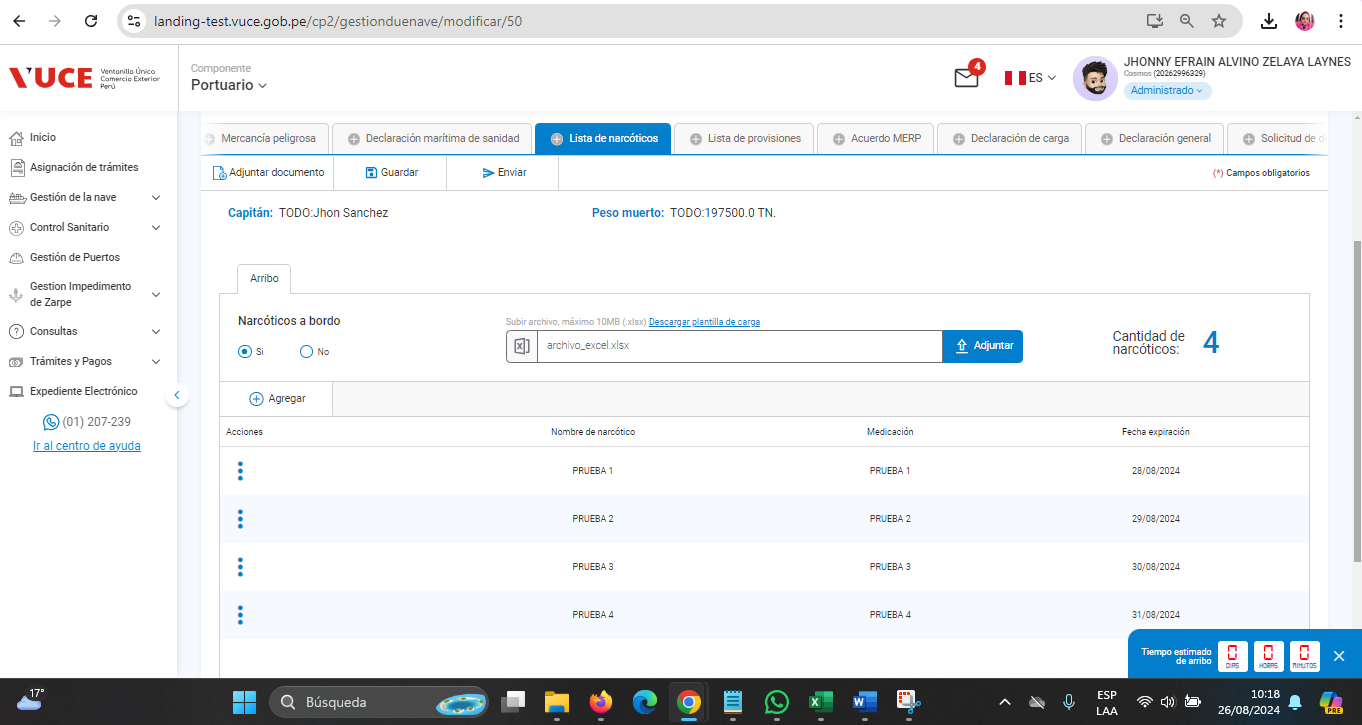 landing-test.vuce.gob.pe/cp2/gestionduenave/modificar/50
VUCE
Ventanilla Única
Comercio Exterior
Perú
Componente
Portuario
4
ES
JHONNY EFRAIN ALVINO ZELAYA LAYNES
Cosmos (20262996329)
Administrado
Inicio
Asignación de trámites
Gestión de la nave
Control Sanitario
Gestión de Puertos
Gestion Impedimento
de Zarpe
Consultas
Trámites y Pagos
Expediente Electrónico
(01) 207-239
Ir al centro de ayuda
Mercancía peligrosa
Declaración marítima de sanidad
Lista de narcóticos
Lista de provisiones
Acuerdo MERP
Declaración de carga
Declaración general
Solicitud de d
Adjuntar documento
Guardar
Enviar
(*) Campos obligatorios
Capitán: TODO:Jhon Sanchez
Peso muerto: TODO:197500.0 TN.
Arribo
Narcóticos a bordo
Si
No
Subir archivo, máximo 10MB (.xlsx) Descargar plantilla de carga
archivo_excel.xlsx
Adjuntar
Cantidad de
narcóticos:
4
Agregar
Acciones Nombre de narcótico Medicación Fecha expiración
PRUEBA 1 PRUEBA 1 28/08/2024
PRUEBA 2 PRUEBA 2 29/08/2024
PRUEBA 3 PRUEBA 3 30/08/2024
PRUEBA 4 PRUEBA 4 31/08/2024
Tiempo estimado
de arribo
0 DIAS
0 HORAS
0 MINUTOS
17°
Búsqueda
ESP
LAA
10:18
26/08/2024
PRE